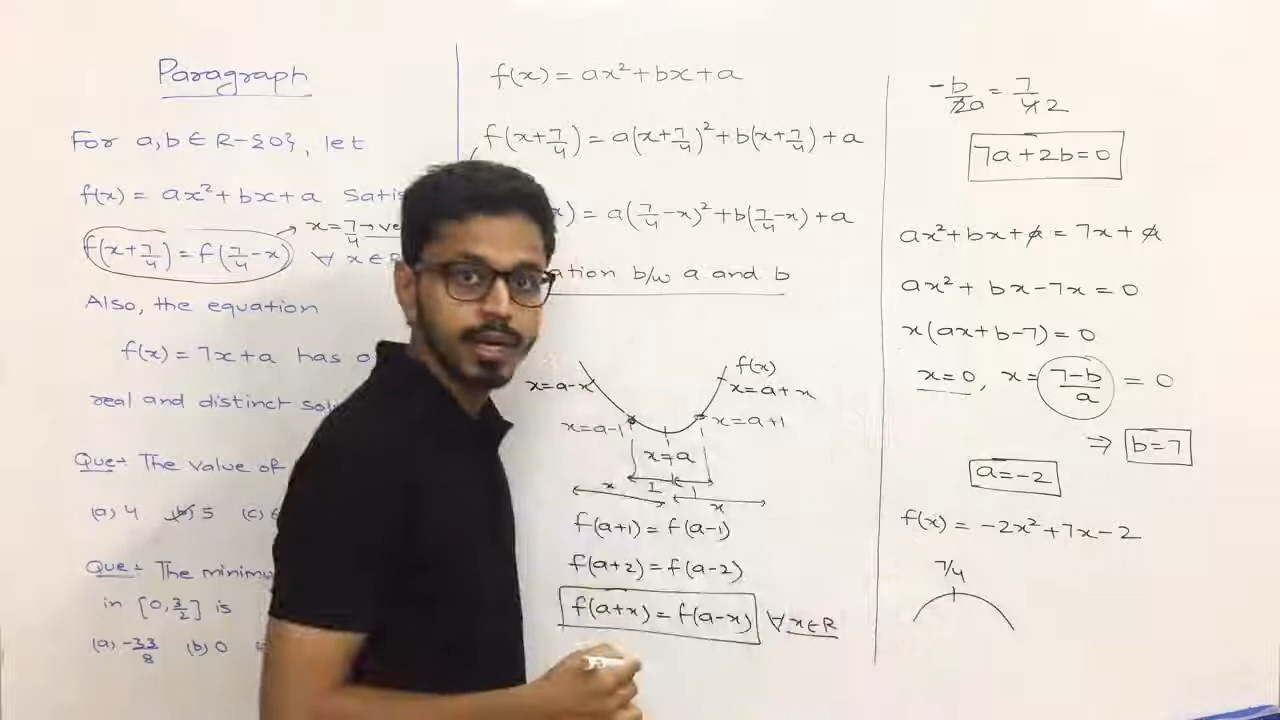 Paragraph
For a,b ∈ R-{0}, let
f(x) = ax²+bx+a
f(x+7/4) = f(7/4-x) → x=7/4 → ∀ x ∈
Also, the equation
f(x) = 7x+a has
real and distinct
Que:- The value of
(a) 4 (b) 5 (c)
Que:- The
in [0, 3/2] is
(a) -33/8 (b) 0
f(x) = ax²+bx+a
f(x+7/4) = a(x+7/4)²+b(x+7/4)+a
x) = a(7/4-x)²+b(7/4-x)+a
b/w a and b
f(x)
x=a-x x=a+x
x=a-1 x=a+1
x=a
1 1
x x
f(a+1) = f(a-1)
f(a+2) = f(a-2)
f(a+x) = f(a-x) ∀ x∈R
-b/2a = 7/4 2
7a+2b=0
ax²+bx+a = 7x+a
ax²+bx-7x=0
x(ax+b-7)=0
x=0, x= 7-b/a = 0
⇒ b=7
a=-2
f(x) = -2x²+7x-2
7/4